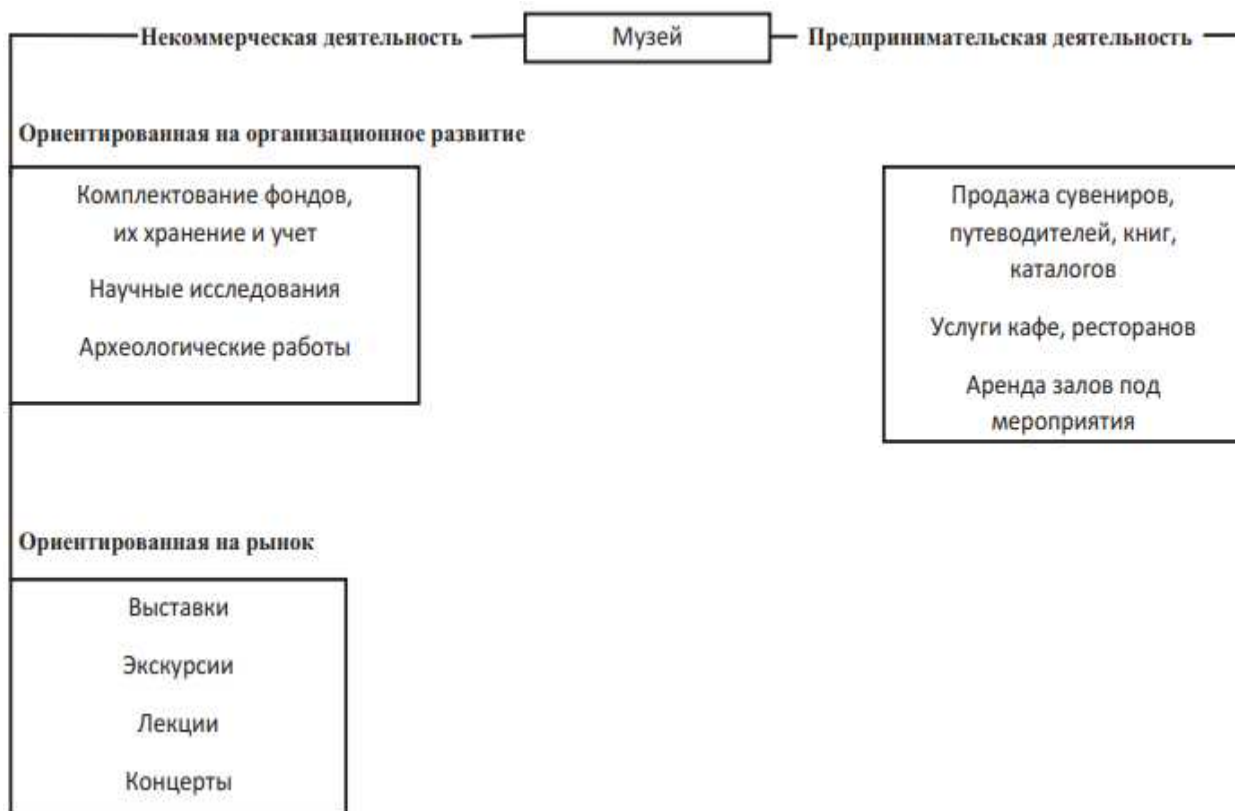 Некоммерческая деятельность
Музей
Предпринимательская деятельность
Ориентированная на организационное развитие
Комплектование фондов,
их хранение и учет
Научные исследования
Археологические работы
Продажа сувениров,
путеводителей, книг,
каталогов
Услуги кафе, ресторанов
Аренда залов под
мероприятия
Ориентированная на рынок
Выставки
Экскурсии
Лекции
Концерты